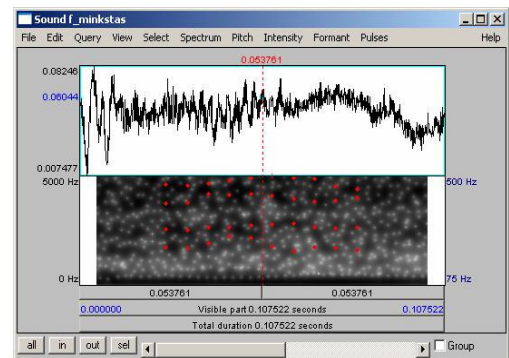 Sound f_minkstas
File Edit Query View Select Spectrum Pitch Intensity Formant Pulses Help
0.053761
0.08246
0.06044
0.007477
5000 Hz 500 Hz
0 Hz 75 Hz
0.053761 0.053761
0.000000 Visible part 0.107522 seconds 0.107522
Total duration 0.107522 seconds
all in out sel Group